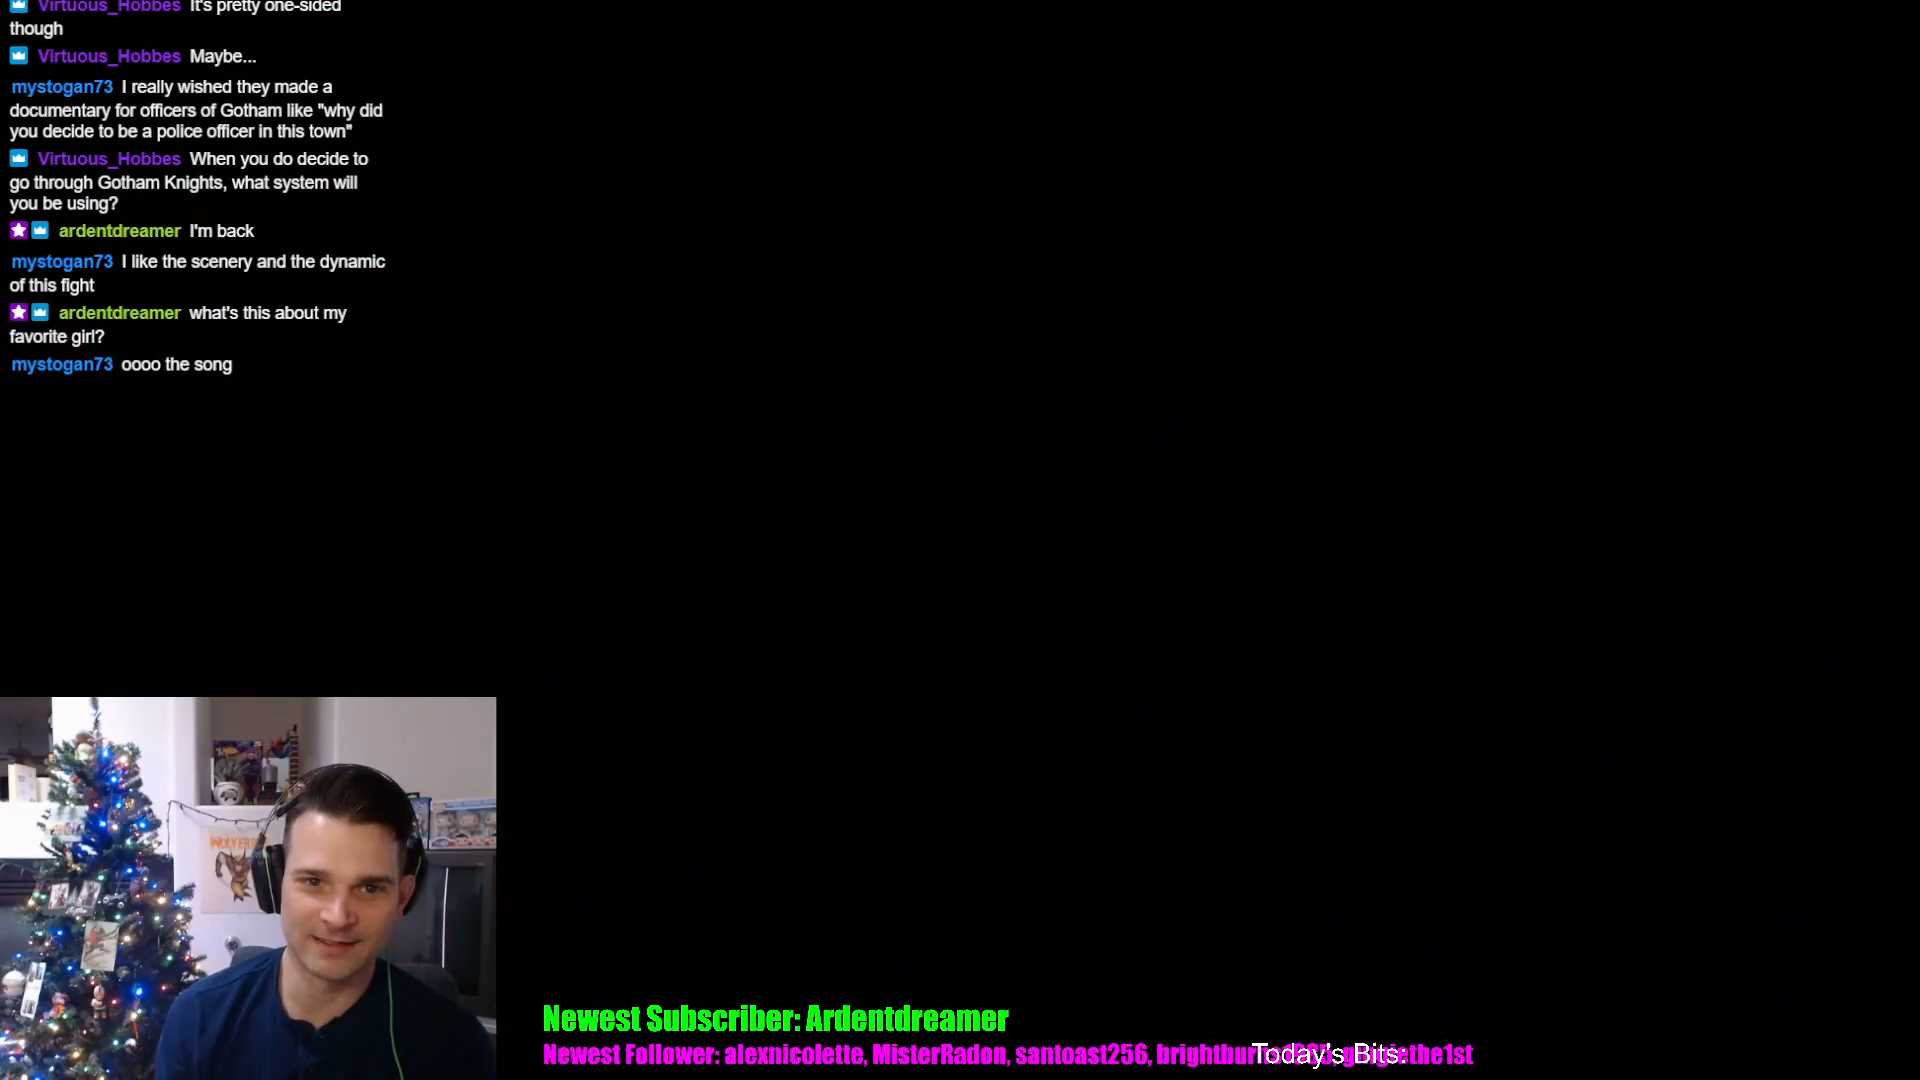 Virtuous_Hobbes It's pretty one-sided
though
Virtuous_Hobbes Maybe...
mystogan73 I really wished they made a
documentary for officers of Gotham like "why did
you decide to be a police officer in this town"
Virtuous_Hobbes When you do decide to
go through Gotham Knights, what system will
you be using?
ardentdreamer I'm back
mystogan73 I like the scenery and the dynamic
of this fight
ardentdreamer what's this about my
favorite girl?
mystogan73 oooo the song
Newest Subscriber: Ardentdreamer
Newest Follower: alexnicolette, MisterRadon, santoast256,
Today's Bits: